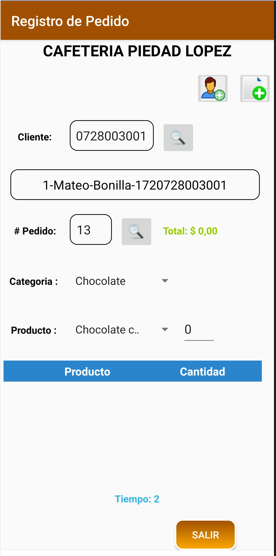 Registro de Pedido
CAFETERIA PIEDAD LOPEZ
Cliente: 0728003001
1-Mateo-Bonilla-1720728003001
# Pedido: 13 Total: $ 0,00
Categoria : Chocolate
Producto : Chocolate c.. 0
Producto Cantidad
Tiempo: 2
SALIR